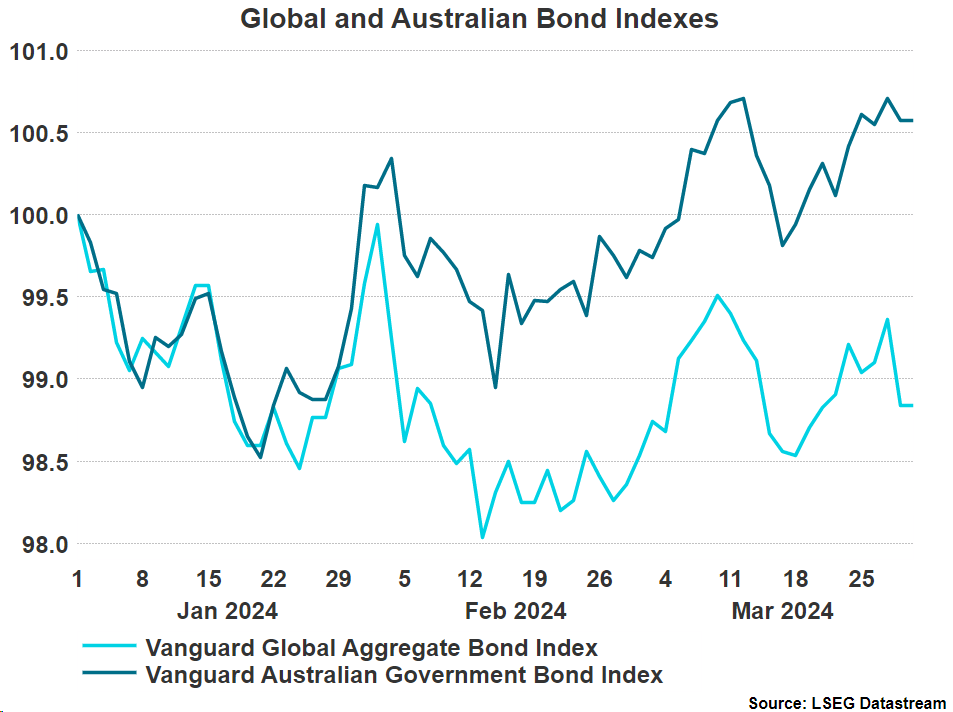 Global and Australian Bond Indexes
101.0
100.5
100.0
99.5
99.0
98.5
98.0
1 8 15 22 29 5 12 19 26 4 11 18 25
Jan 2024 Feb 2024 Mar 2024
Vanguard Global Aggregate Bond Index
Vanguard Australian Government Bond Index
Source: LSEG Datastream